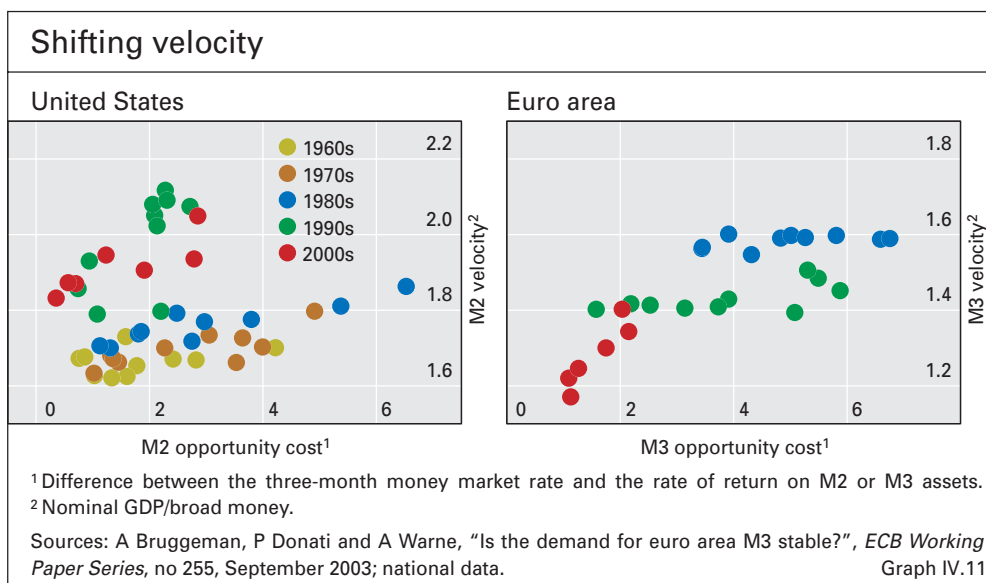 Shifting velocity
United States
Euro area
1960s
1970s
1980s
1990s
2000s
2.2
2.0
1.8
1.6
M2 velocity²
0 2 4 6
M2 opportunity cost¹
1.8
1.6
1.4
1.2
M3 velocity²
0 2 4 6
M3 opportunity cost¹
¹ Difference between the three-month money market rate and the rate of return on M2 or M3 assets.
² Nominal GDP/broad money.
Sources: A Bruggeman, P Donati and A Warne, “Is the demand for euro area M3 stable?”, ECB Working
Paper Series, no 255, September 2003; national data. Graph IV.11